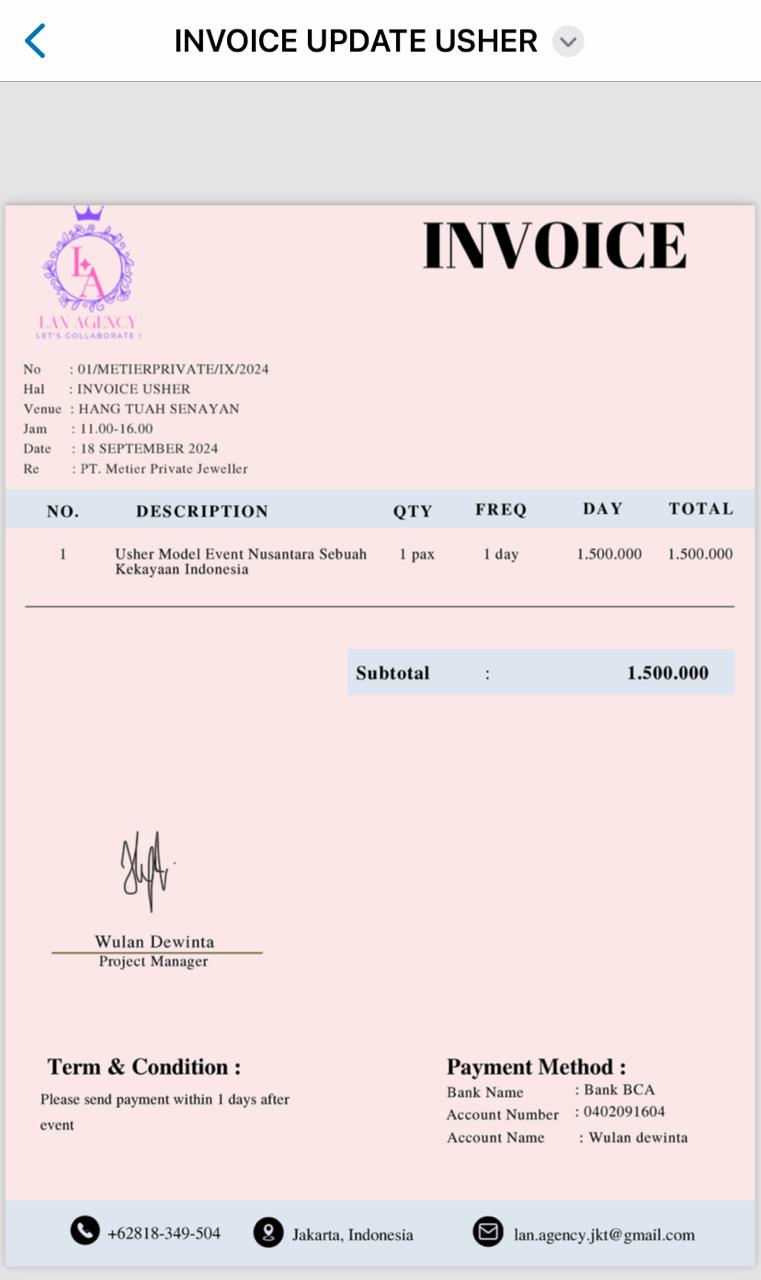 INVOICE UPDATE USHER
INVOICE
LA
LAN AGENCY
LET'S COLLABORATE !
No : 01/METIERPRIVATE/IX/2024
Hal : INVOICE USHER
Venue : HANG TUAH SENAYAN
Jam : 11.00-16.00
Date : 18 SEPTEMBER 2024
Re : PT. Metier Private Jeweller
NO. DESCRIPTION QTY FREQ DAY TOTAL
1 Usher Model Event Nusantara Sebuah 1 pax 1 day 1.500.000 1.500.000
Kekayaan Indonesia
Subtotal : 1.500.000
Wulan Dewinta
Project Manager
Term & Condition :
Please send payment within 1 days after
event
Payment Method :
Bank Name : Bank BCA
Account Number : 0402091604
Account Name : Wulan dewinta
+62818-349-504 Jakarta, Indonesia lan.agency.jkt@gmail.com